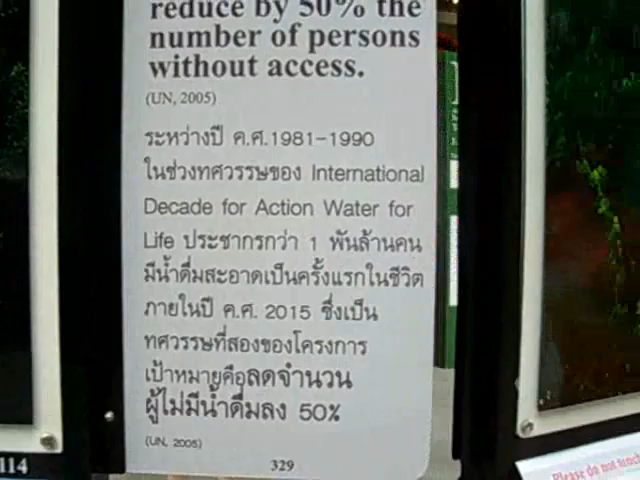 reduce by 50% the
number of persons
without access.
(UN, 2005)
ระหว่างปี ค.ศ.1981-1990
ในช่วงทศวรรษของ International
Decade for Action Water for
Life ประชากรกว่า 1 พันล้านคน
มีน้ำดื่มสะอาดเป็นครั้งแรกในชีวิต
ภายในปี ค.ศ. 2015 ซึ่งเป็น
ทศวรรษที่สองของโครงการ
เป้าหมายคือลดจำนวน
ผู้ไม่มีน้ำดื่มลง 50%
(UN, 2005)
329
114
Please do not touch